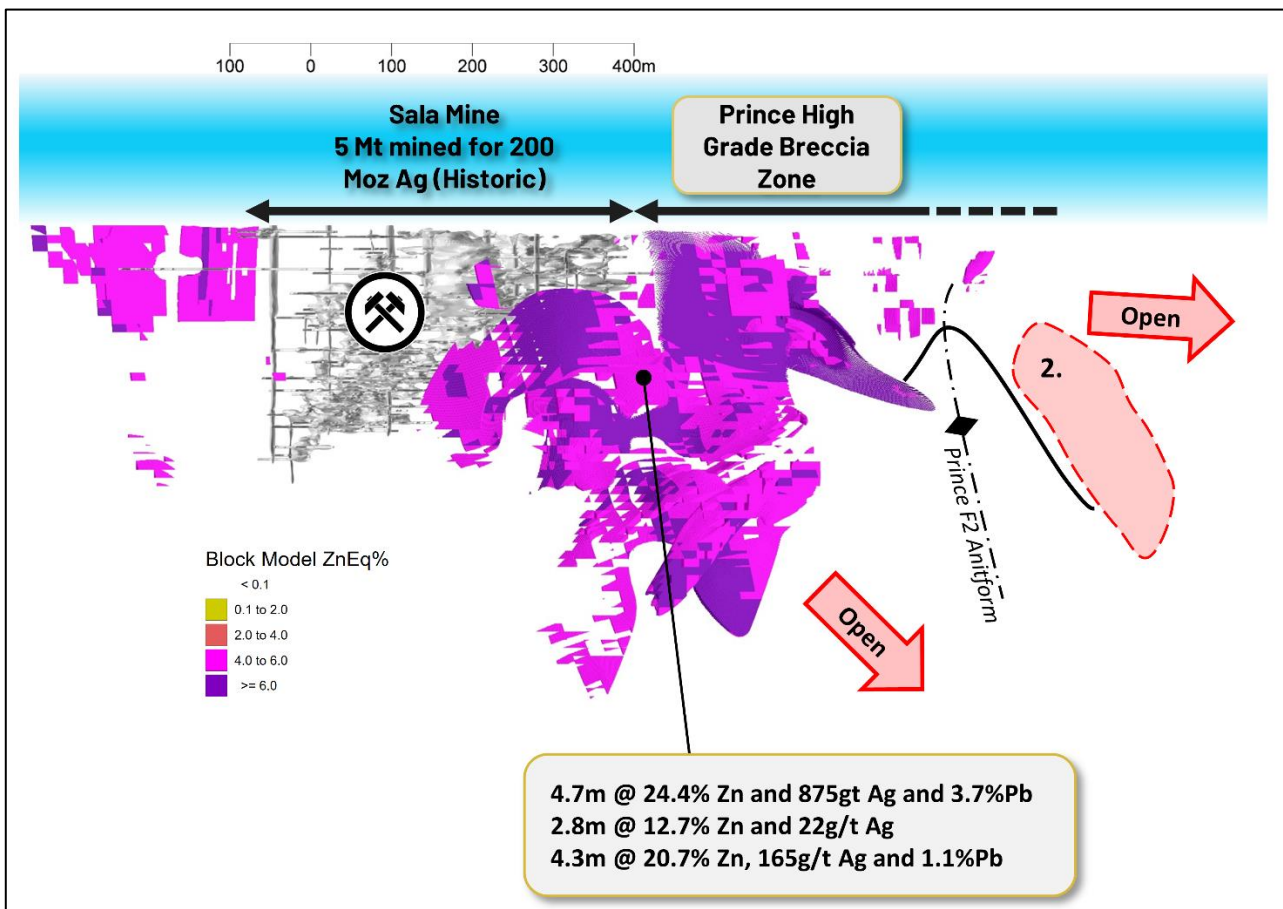 100 0 100 200 300 400m
Sala Mine
5 Mt mined for 200
Moz Ag (Historic)
Prince High
Grade Breccia
Zone
Open
2.
Prince F2 Anitform
Open
Block Model ZnEq%
< 0.1
0.1 to 2.0
2.0 to 4.0
4.0 to 6.0
>= 6.0
4.7m @ 24.4% Zn and 875gt Ag and 3.7%Pb
2.8m @ 12.7% Zn and 22g/t Ag
4.3m @ 20.7% Zn, 165g/t Ag and 1.1%Pb